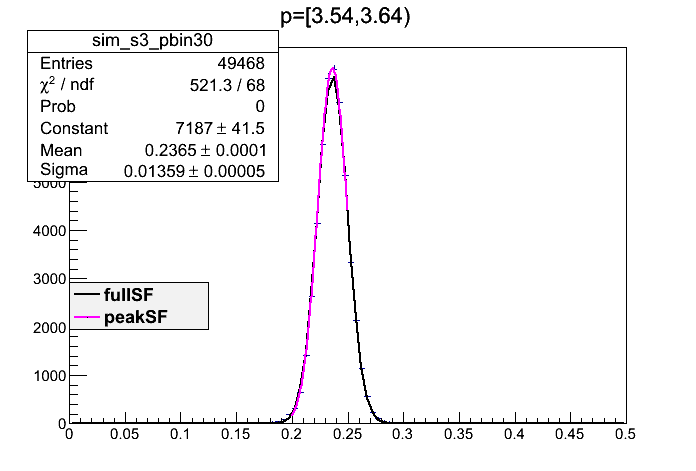 p=[3.54,3.64)
sim_s3_pbin30
Entries 49468
χ² / ndf 521.3 / 68
Prob 0
Constant 7187 ± 41.5
Mean 0.2365 ± 0.0001
Sigma 0.01359 ± 0.00005
5000
4000
3000
fullSF
peakSF
2000
1000
0
0 0.05 0.1 0.15 0.2 0.25 0.3 0.35 0.4 0.45 0.5